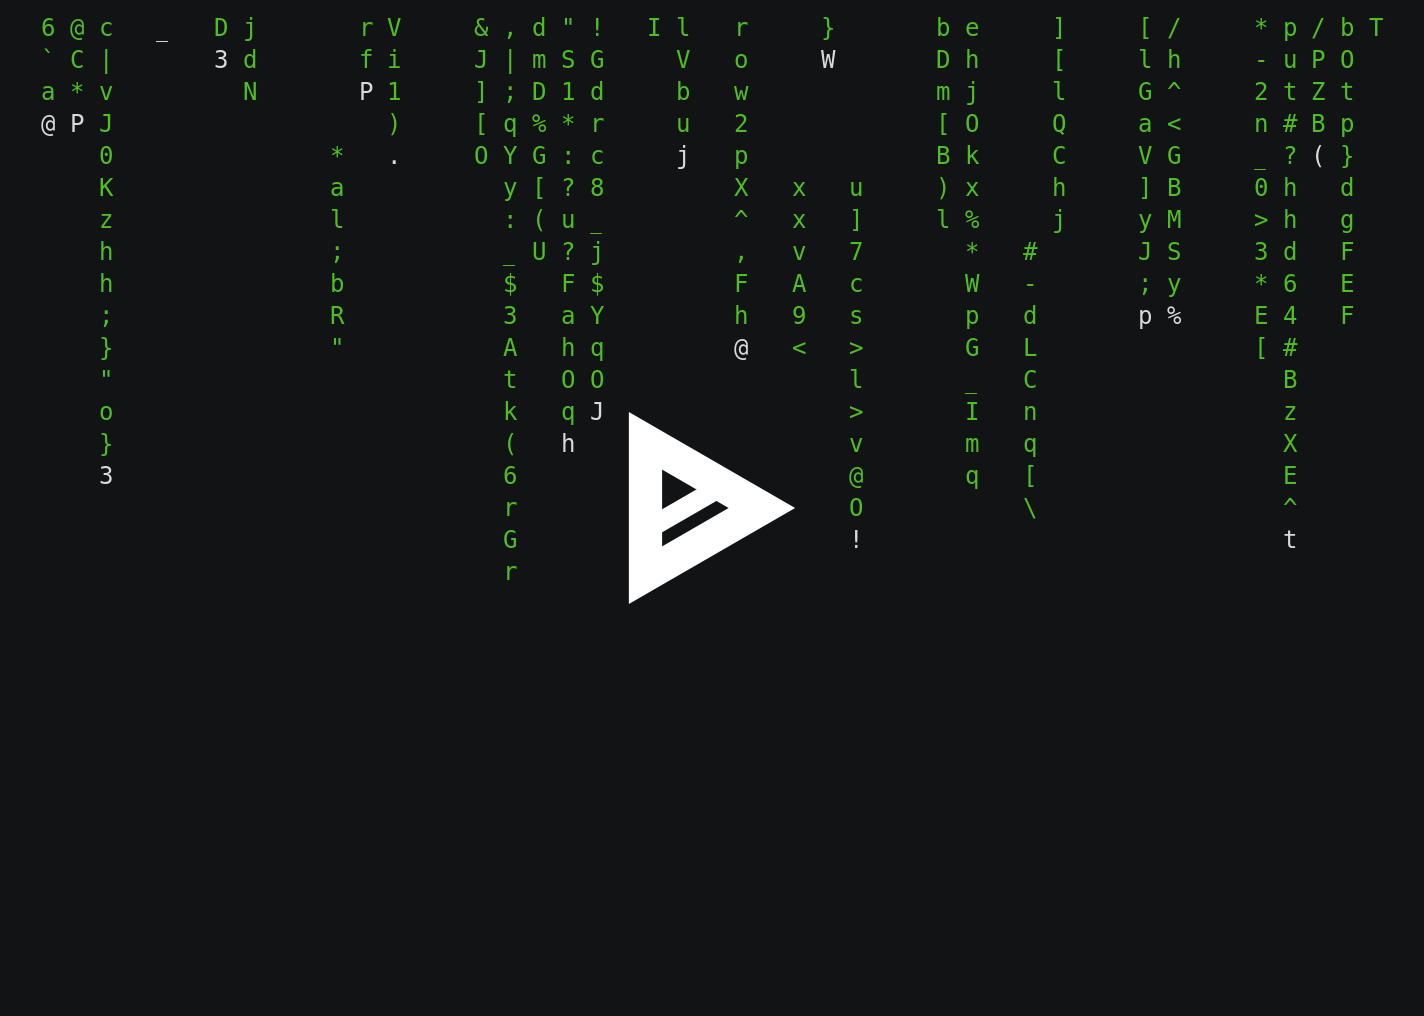 6 @ c _ D j r V & , d " ! I l r } b e ] [ / * p / b T
` C | 3 d f i J | m S G V o W D h [ l h - u P O
a * v N P 1 ] ; D 1 d b w m j l G ^ 2 t Z t
@ P J ) [ q % * r u 2 [ O Q a < n # B p
0 * . O Y G : c j p B k C V G _ ? ( }
K a y [ ? 8 X x u ) x h ] B 0 h d
z l : ( u _ ^ x ] l % j y M > h g
h ; _ U ? j , v 7 * # J S 3 d F
h b $ F $ F A c W - ; y * 6 E
; R 3 a Y h 9 s p d p % E 4 F
} " A h q @ < > G L [ #
" t O O l _ C B
o k q J > I n z
} ( h v m q X
3 6 @ q [ E
r O \ ^
G ! t
r